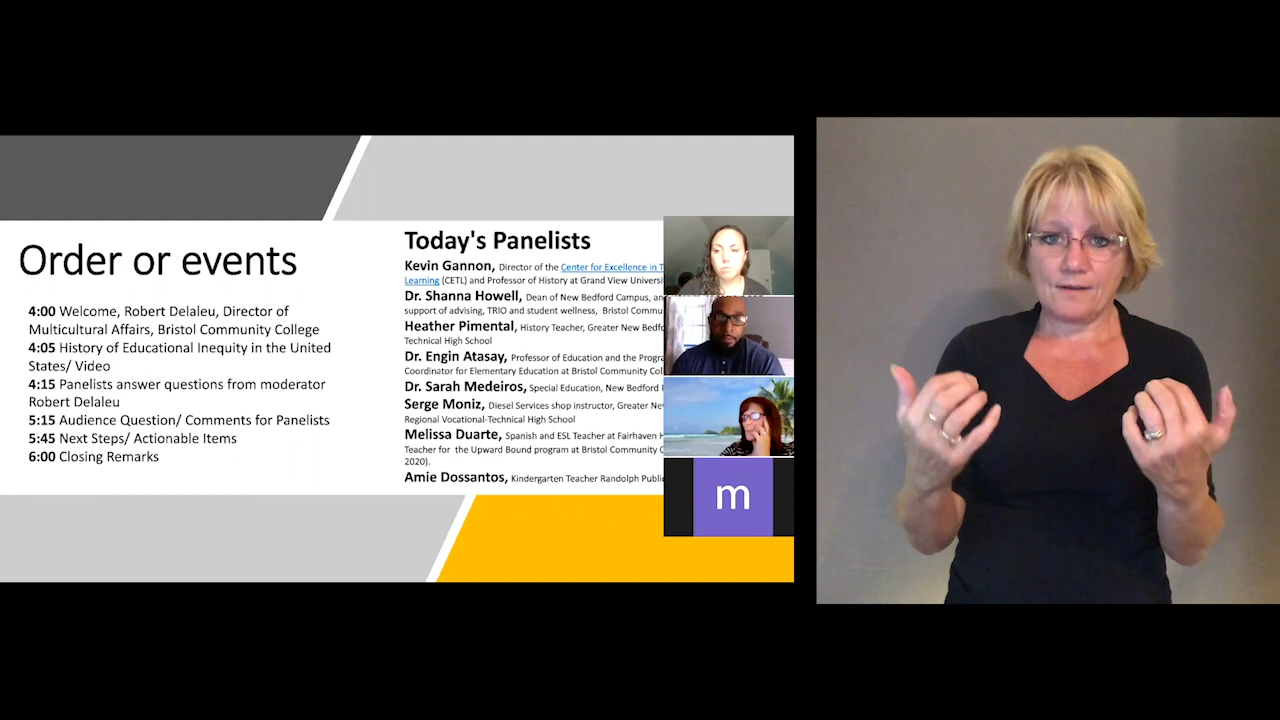 Order or events
4:00 Welcome, Robert Delaleu, Director of
Multicultural Affairs, Bristol Community College
4:05 History of Educational Inequity in the United
States/ Video
4:15 Panelists answer questions from moderator
Robert Delaleu
5:15 Audience Question/ Comments for Panelists
5:45 Next Steps/ Actionable Items
6:00 Closing Remarks
Today's Panelists
Kevin Gannon, Director of the Center for Excellence in T
Learning (CETL) and Professor of History at Grand View Universi
Dr. Shanna Howell, Dean of New Bedford Campus, an
support of advising, TRIO and student wellness, Bristol Commu
Heather Pimental, History Teacher, Greater New Bedfo
Technical High School
Dr. Engin Atasay, Professor of Education and the Progra
Coordinator for Elementary Education at Bristol Community Col
Dr. Sarah Medeiros, Special Education, New Bedford
Serge Moniz, Diesel Services shop instructor, Greater Ne
Regional Vocational-Technical High School
Melissa Duarte, Spanish and ESL Teacher at Fairhaven H
Teacher for the Upward Bound program at Bristol Community C
2020).
Amie Dossantos, Kindergarten Teacher Randolph Public
m